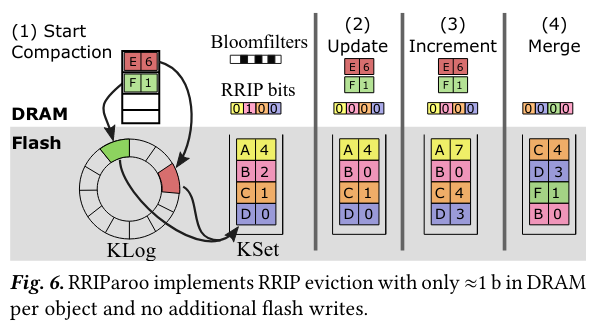 (1) Start
Compaction
E 6
F 1
DRAM
Flash
KLog
Bloomfilters
RRIP bits
0 1 0 0
A 4
B 2
C 1
D 0
KSet
(2)
Update
E 6
F 1
0 0 0 0
A 4
B 0
C 1
D 0
(3)
Increment
E 6
F 1
0 0 0 0
A 7
B 0
C 4
D 3
(4)
Merge
0 0 0 0
C 4
D 3
F 1
B 0
Fig. 6. RRIParoo implements RRIP eviction with only ≈1 b in DRAM
per object and no additional flash writes.